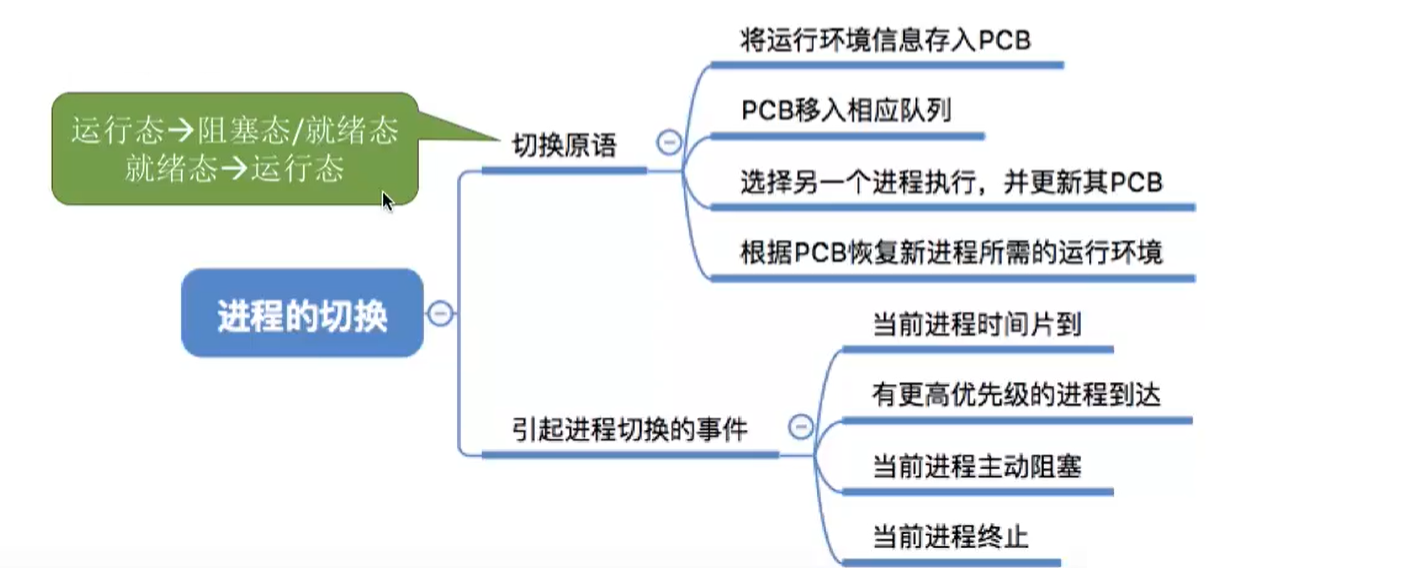 运行态→阻塞态/就绪态
就绪态→运行态
进程的切换
切换原语
将运行环境信息存入PCB
PCB移入相应队列
选择另一个进程执行，并更新其PCB
根据PCB恢复新进程所需的运行环境
引起进程切换的事件
当前进程时间片到
有更高优先级的进程到达
当前进程主动阻塞
当前进程终止